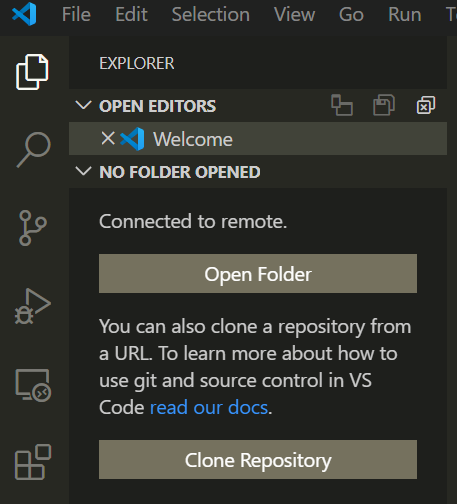 File Edit Selection View Go Run
EXPLORER
OPEN EDITORS
Welcome
NO FOLDER OPENED
Connected to remote.
Open Folder
You can also clone a repository from
a URL. To learn more about how to
use git and source control in VS
Code read our docs.
Clone Repository